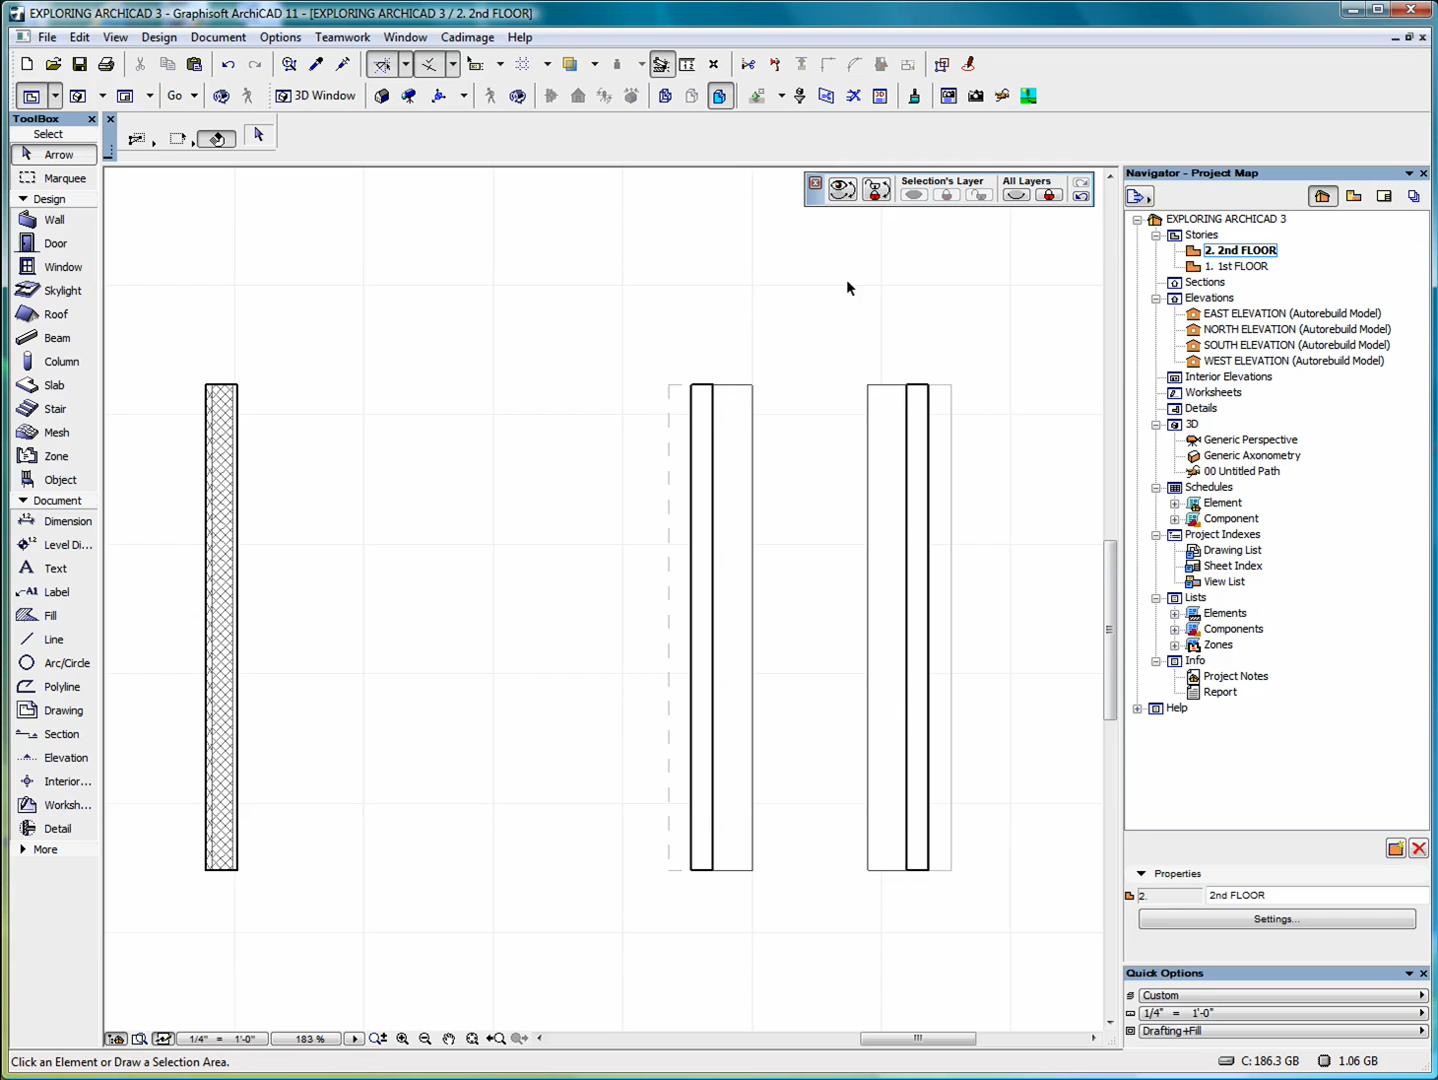 EXPLORING ARCHICAD 3 - Graphisoft ArchiCAD 11 - [EXPLORING ARCHICAD 3 / 2. 2nd FLOOR]
File Edit View Design Document Options Teamwork Window Cadimage Help
Go
3D Window
ToolBox
Select
Arrow
Marquee
Design
Wall
Door
Window
Skylight
Roof
Beam
Column
Slab
Stair
Mesh
Zone
Object
Document
Dimension
Level Di...
Text
Label
Fill
Line
Arc/Circle
Polyline
Drawing
Section
Elevation
Interior...
Worksh...
Detail
More
Selection's Layer All Layers
Navigator - Project Map
EXPLORING ARCHICAD 3
Stories
2. 2nd FLOOR
1. 1st FLOOR
Sections
Elevations
EAST ELEVATION (Autorebuild Model)
NORTH ELEVATION (Autorebuild Model)
SOUTH ELEVATION (Autorebuild Model)
WEST ELEVATION (Autorebuild Model)
Interior Elevations
Worksheets
Details
3D
Generic Perspective
Generic Axonometry
00 Untitled Path
Schedules
Element
Component
Project Indexes
Drawing List
Sheet Index
View List
Lists
Elements
Components
Zones
Info
Project Notes
Report
Help
Properties
2. 2nd FLOOR
Settings...
Quick Options
Custom
1/4" = 1'-0"
Drafting+Fill
1/4" = 1'-0" 183 %
Click an Element or Draw a Selection Area.
C: 186.3 GB 1.06 GB